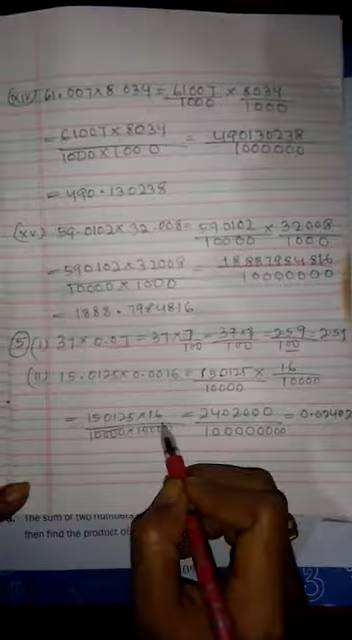 (xiv) 61.007×8.034 = 61007/1000 × 8034/1000
= 61007×8034/1000×1000 = 490130238/1000000
= 490.130238
(xv) 59.0102×32.008 = 590102/10000 × 32008/1000
= 590102×32008/10000×1000 = 18887984816/10000000
= 1888.7984816
⑤ (i) 37×0.07 = 37×7/100 = 37×7/100 = 259/100 = 2.59
(ii) 15.0125×0.0016 = 150125/10000 × 16/10000
= 150125×16/10000×10000 = 2402000/100000000 = 0.02402
The sum of two numbers
then find the product of
3